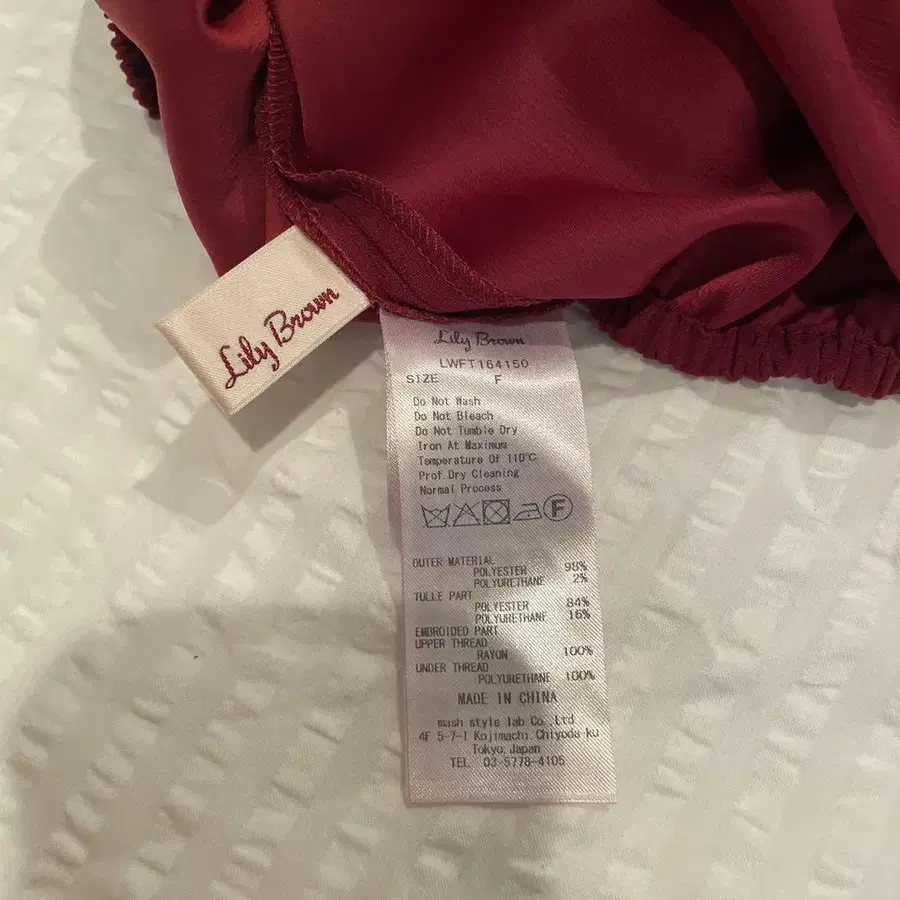 Lily Brown
Lily Brown
LWFT164150
SIZE F
Do Not Wash
Do Not Bleach
Do Not Tumble Dry
Iron At Maximum
Temperature Of 110°C
Prof.Dry Cleaning
Normal Process
F
OUTER MATERIAL
POLYESTER 98%
POLYURETHANE 2%
TULLE PART
POLYESTER 84%
POLYURETHANE 16%
EMBROIDED PART
UPPER THREAD
RAYON 100%
UNDER THREAD
POLYURETHANE 100%
MADE IN CHINA
mash style lab Co.,Ltd
4F 5-7-1 Kojimachi,Chiyoda-ku
Tokyo,Japan
TEL 03-5778-4105